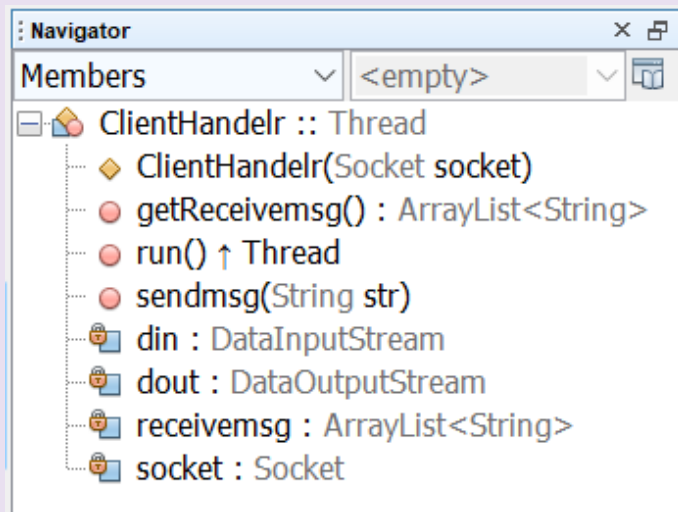 Navigator
Members <empty>
ClientHandelr :: Thread
ClientHandelr(Socket socket)
getReceivemsg() : ArrayList<String>
run() ↑ Thread
sendmsg(String str)
din : DataInputStream
dout : DataOutputStream
receivemsg : ArrayList<String>
socket : Socket